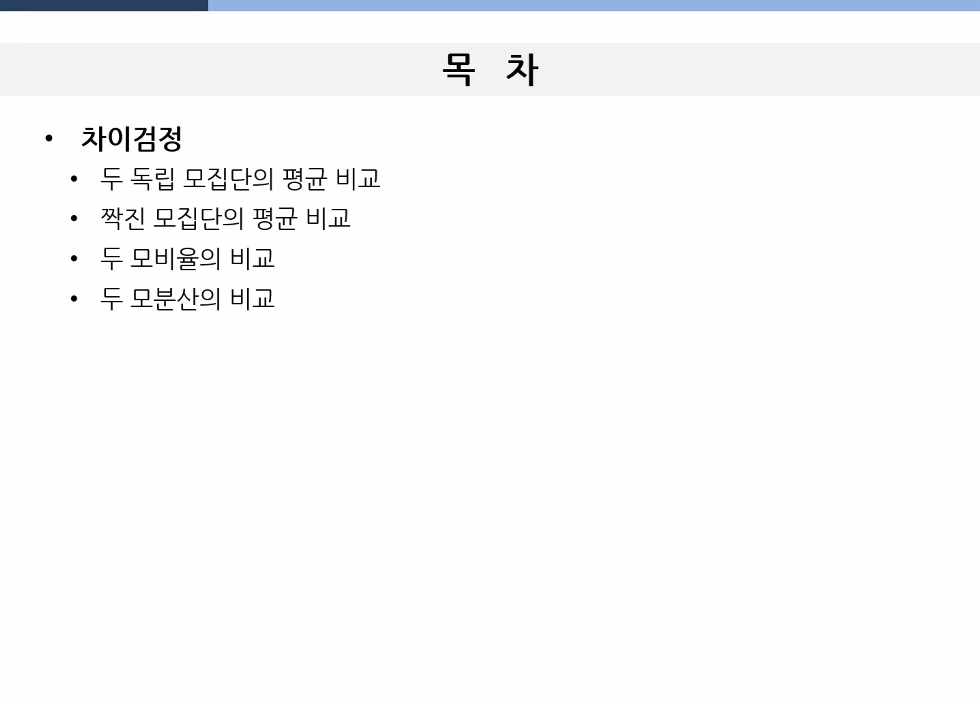 목 차
• 차이검정
• 두 독립 모집단의 평균 비교
• 짝진 모집단의 평균 비교
• 두 모비율의 비교
• 두 모분산의 비교